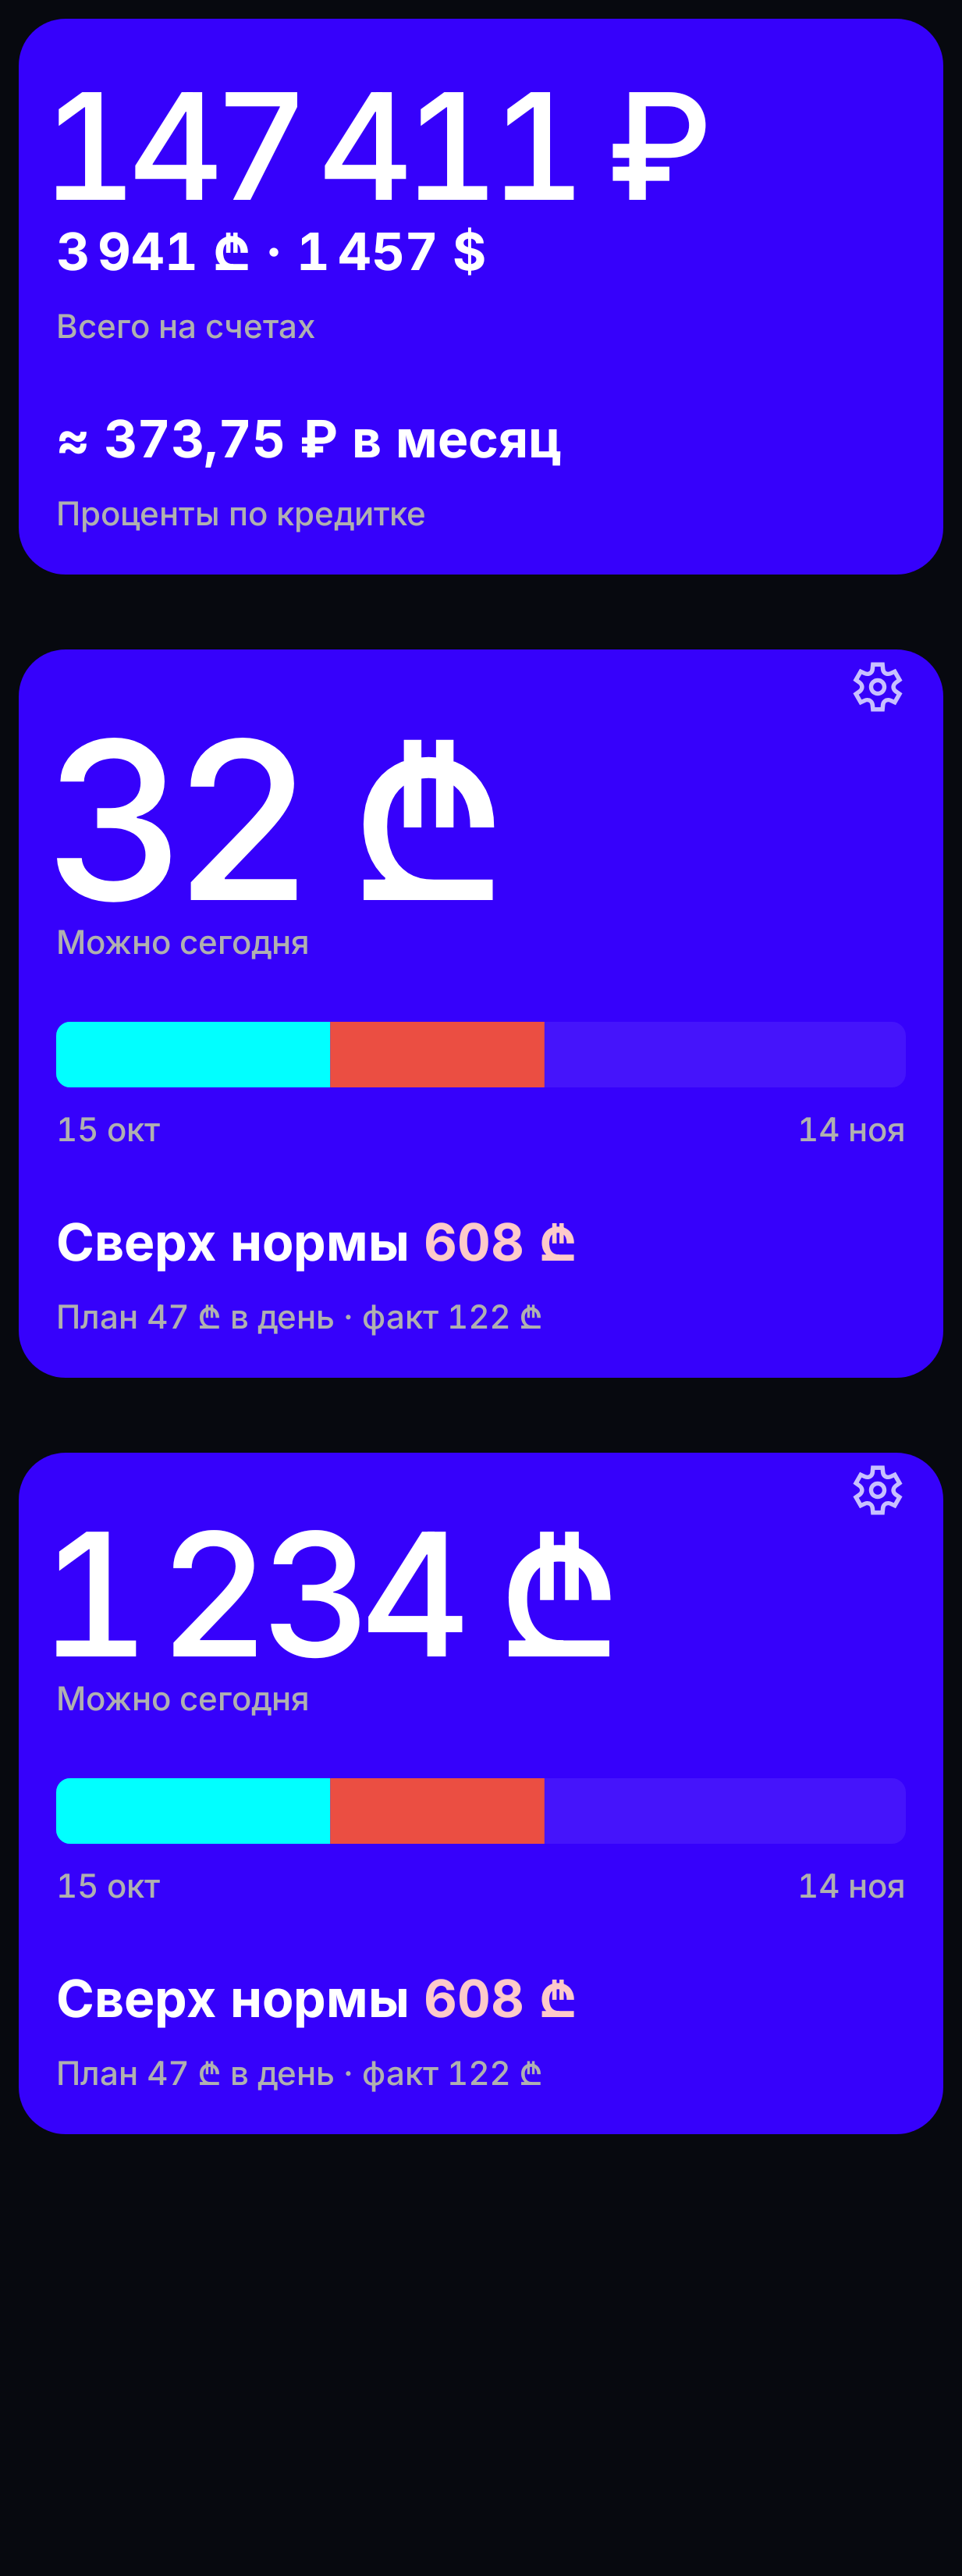 147 411 ₽
3 941 ₾ · 1 457 $
Всего на счетах
≈ 373,75 ₽ в месяц
Проценты по кредитке
32 ₾
Можно сегодня
15 окт 14 ноя
Сверх нормы 608 ₾
План 47 ₾ в день · факт 122 ₾
1 234 ₾
Можно сегодня
15 окт 14 ноя
Сверх нормы 608 ₾
План 47 ₾ в день · факт 122 ₾